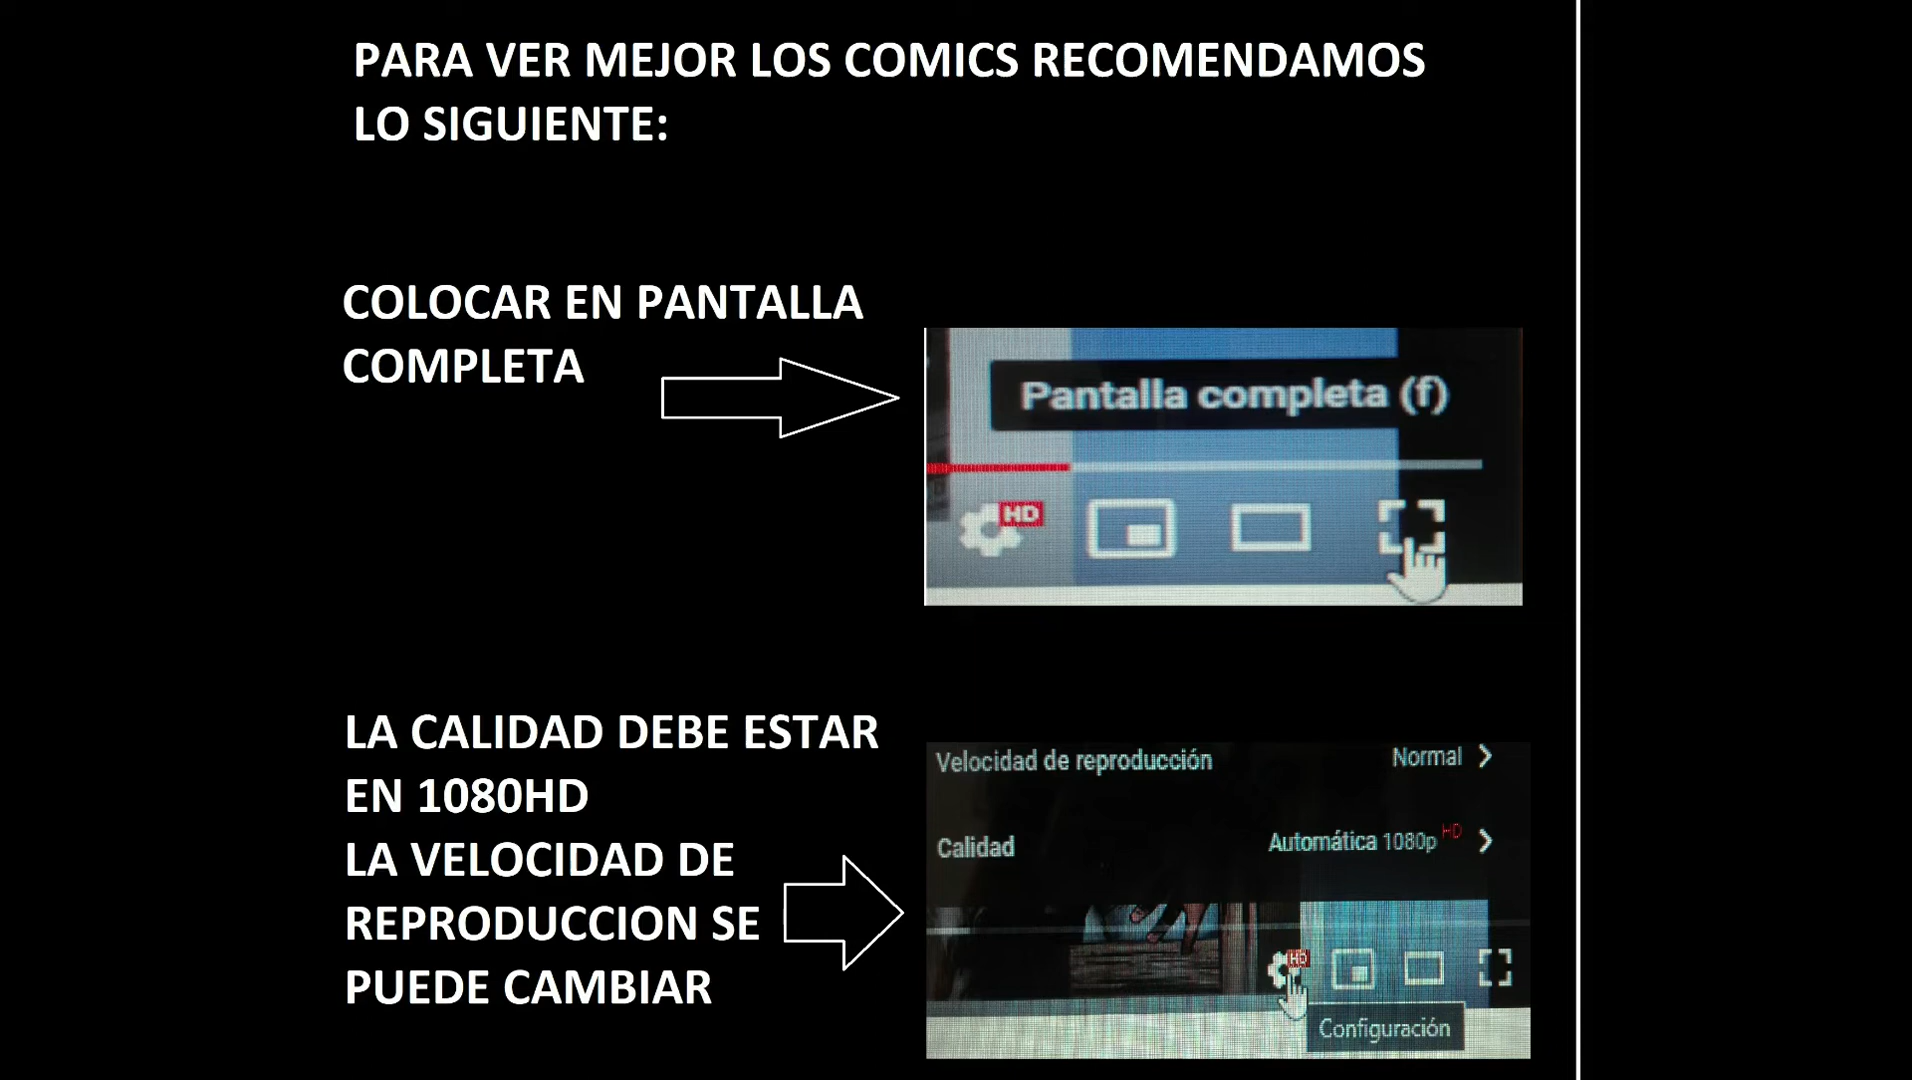 PARA VER MEJOR LOS COMICS RECOMENDAMOS
LO SIGUIENTE:
COLOCAR EN PANTALLA
COMPLETA
Pantalla completa (f)
HD
LA CALIDAD DEBE ESTAR
EN 1080HD
LA VELOCIDAD DE
REPRODUCCION SE
PUEDE CAMBIAR
Velocidad de reproducción Normal
Calidad Automática 1080p HD
HD
Configuración